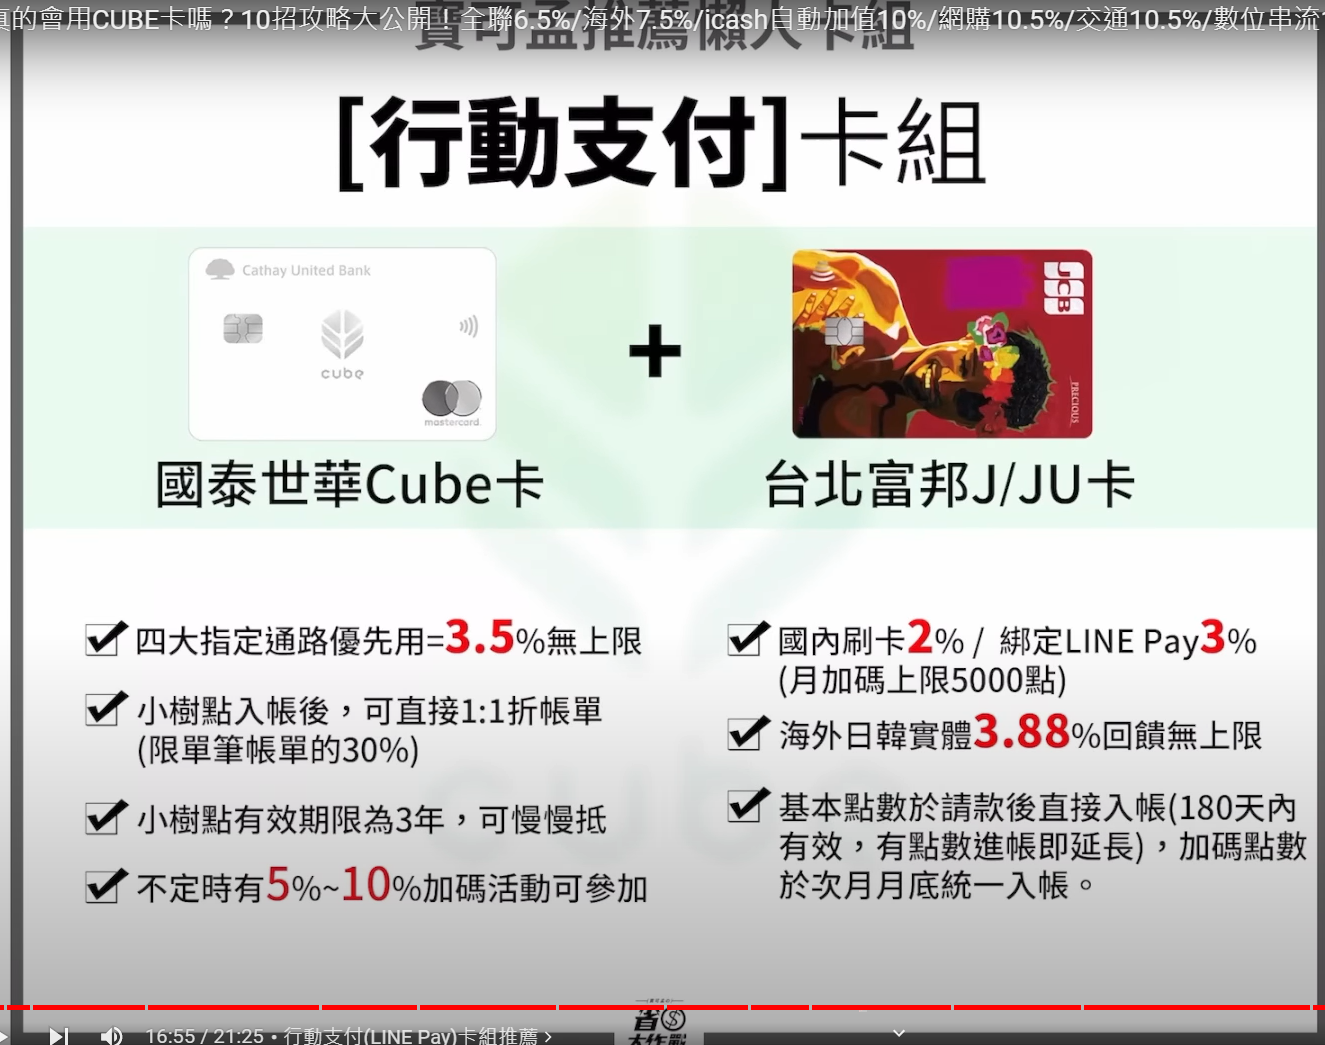 真的會用CUBE卡嗎？10招攻略大公開！全聯6.5%/海外7.5%/icash自動加值10%/網購10.5%/交通10.5%/數位串流
寶可孟推薦懶人卡組
[行動支付]卡組
Cathay United Bank
cube
mastercard.
JCB
PRECIOUS
國泰世華Cube卡
台北富邦J/JU卡
四大指定通路優先用=3.5%無上限
小樹點入帳後，可直接1:1折帳單
(限單筆帳單的30%)
小樹點有效期限為3年，可慢慢抵
不定時有5%~10%加碼活動可參加
國內刷卡2% / 綁定LINE Pay3%
(月加碼上限5000點)
海外日韓實體3.88%回饋無上限
基本點數於請款後直接入帳(180天內
有效，有點數進帳即延長)，加碼點數
於次月月底統一入帳。
cube
省$
大作戰
16:55 / 21:25 • 行動支付(LINE Pay)卡組推薦